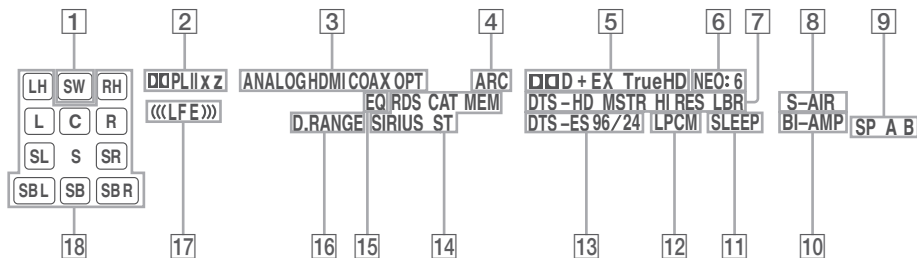 1 2 3 4 5 6 7 8 9
LH SW RH
L C R
SL S SR
SBL SB SBR
PLIIxz
(((LFE)))
ANALOG HDMI COAX OPT ARC
EQ RDS CAT MEM
D.RANGE SIRIUS ST
D+EX TrueHD NEO:6
DTS-HD MSTR HI RES LBR
DTS-ES 96/24 LPCM SLEEP
S-AIR
BI-AMP
SP A B
18 17 16 15 14 13 12 11 10